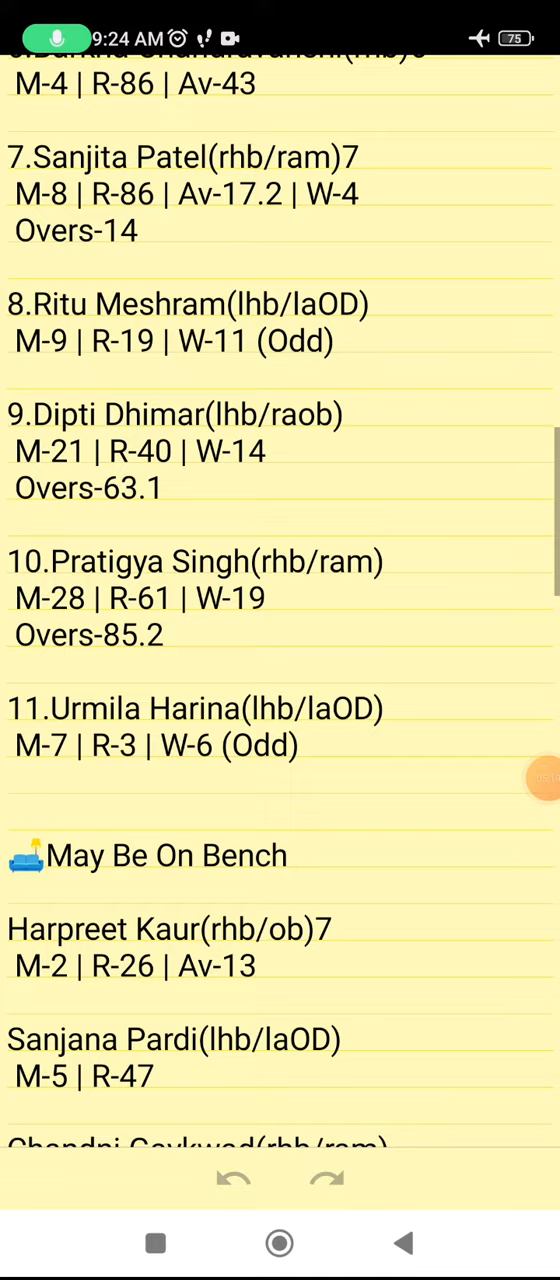 9:24 AM
75
M-4 | R-86 | Av-43
7.Sanjita Patel(rhb/ram)7
M-8 | R-86 | Av-17.2 | W-4
Overs-14
8.Ritu Meshram(lhb/laOD)
M-9 | R-19 | W-11 (Odd)
9.Dipti Dhimar(lhb/raob)
M-21 | R-40 | W-14
Overs-63.1
10.Pratigya Singh(rhb/ram)
M-28 | R-61 | W-19
Overs-85.2
11.Urmila Harina(lhb/laOD)
M-7 | R-3 | W-6 (Odd)
🛋️May Be On Bench
Harpreet Kaur(rhb/ob)7
M-2 | R-26 | Av-13
Sanjana Pardi(lhb/laOD)
M-5 | R-47